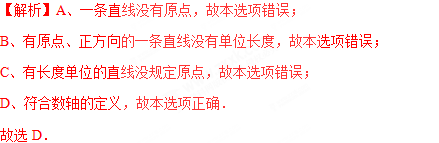 【解析】A、一条直线没有原点，故本选项错误；
B、有原点、正方向的一条直线没有单位长度，故本选项错误；
C、有长度单位的直线没规定原点，故本选项错误；
D、符合数轴的定义，故本选项正确．
故选 D．